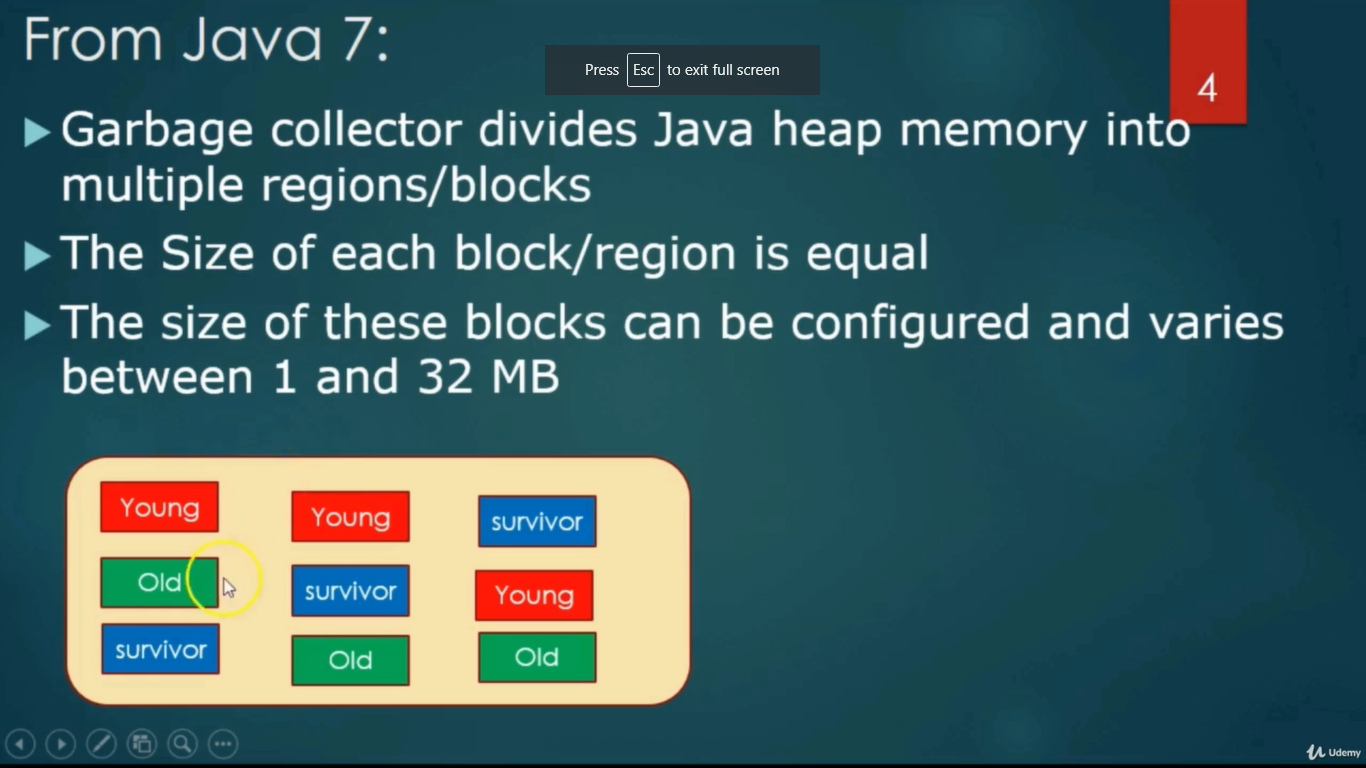 From Java 7:
Press Esc to exit full screen
4
Garbage collector divides Java heap memory into
multiple regions/blocks
The Size of each block/region is equal
The size of these blocks can be configured and varies
between 1 and 32 MB
Young
Young
survivor
Old
survivor
Young
survivor
Old
Old
Udemy